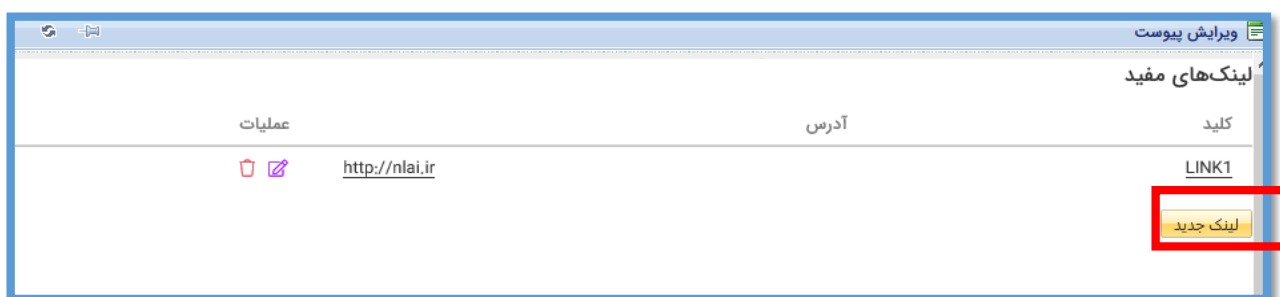 ویرایش پیوست
لینک‌های مفید
کلید آدرس عملیات
LINK1 http://nlai.ir
لینک جدید